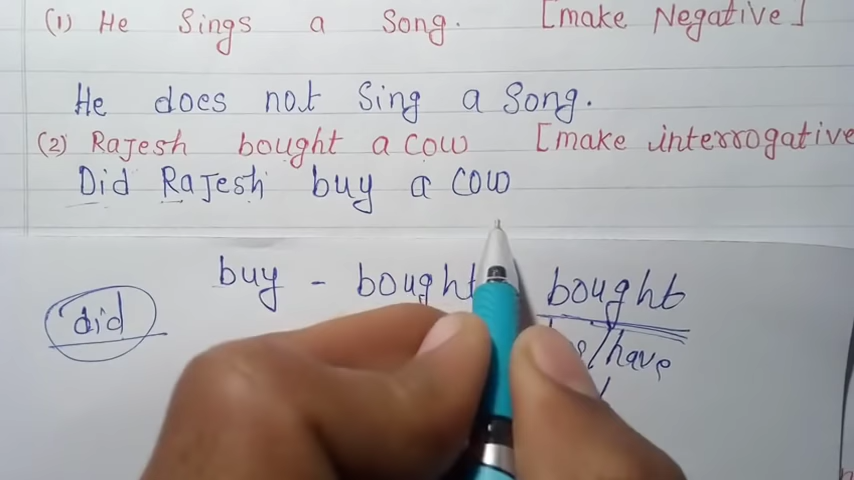 (1) He Sings a Song. [make Negative]
He does not Sing a Song.
(2) Rajesh bought a cow [make interrogative
Did Rajesh buy a cow
buy - bought bought
did /have